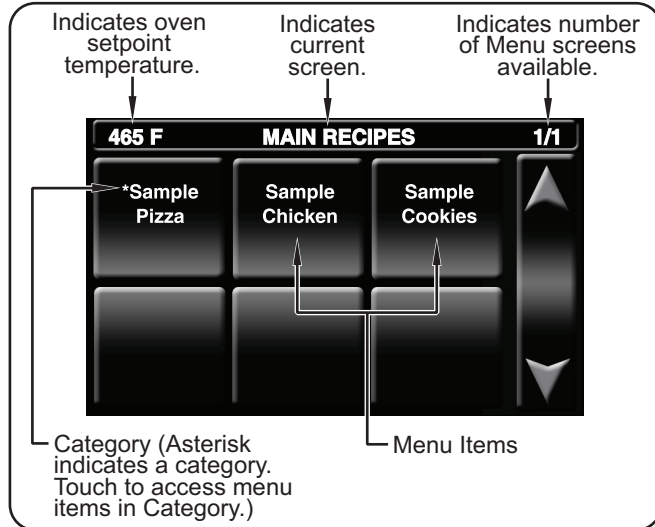 Indicates oven
setpoint
temperature.
Indicates
current
screen.
Indicates number
of Menu screens
available.
465 F
MAIN RECIPES
1/1
*Sample
Pizza
Sample
Chicken
Sample
Cookies
Category (Asterisk
indicates a category.
Touch to access menu
items in Category.)
Menu Items